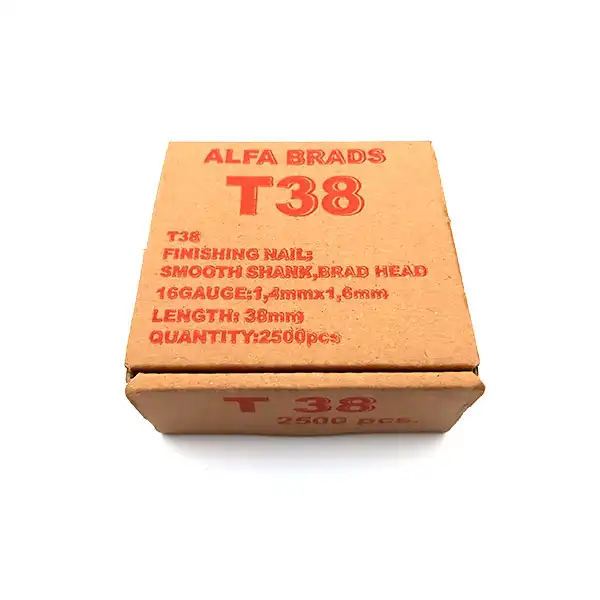 ALFA BRADS
T38
T38
FINISHING NAIL:
SMOOTH SHANK,BRAD HEAD
16GAUGE:1,4mmx1,6mm
LENGTH: 38mm
QUANTITY:2500pcs
T 38
2500 pcs.